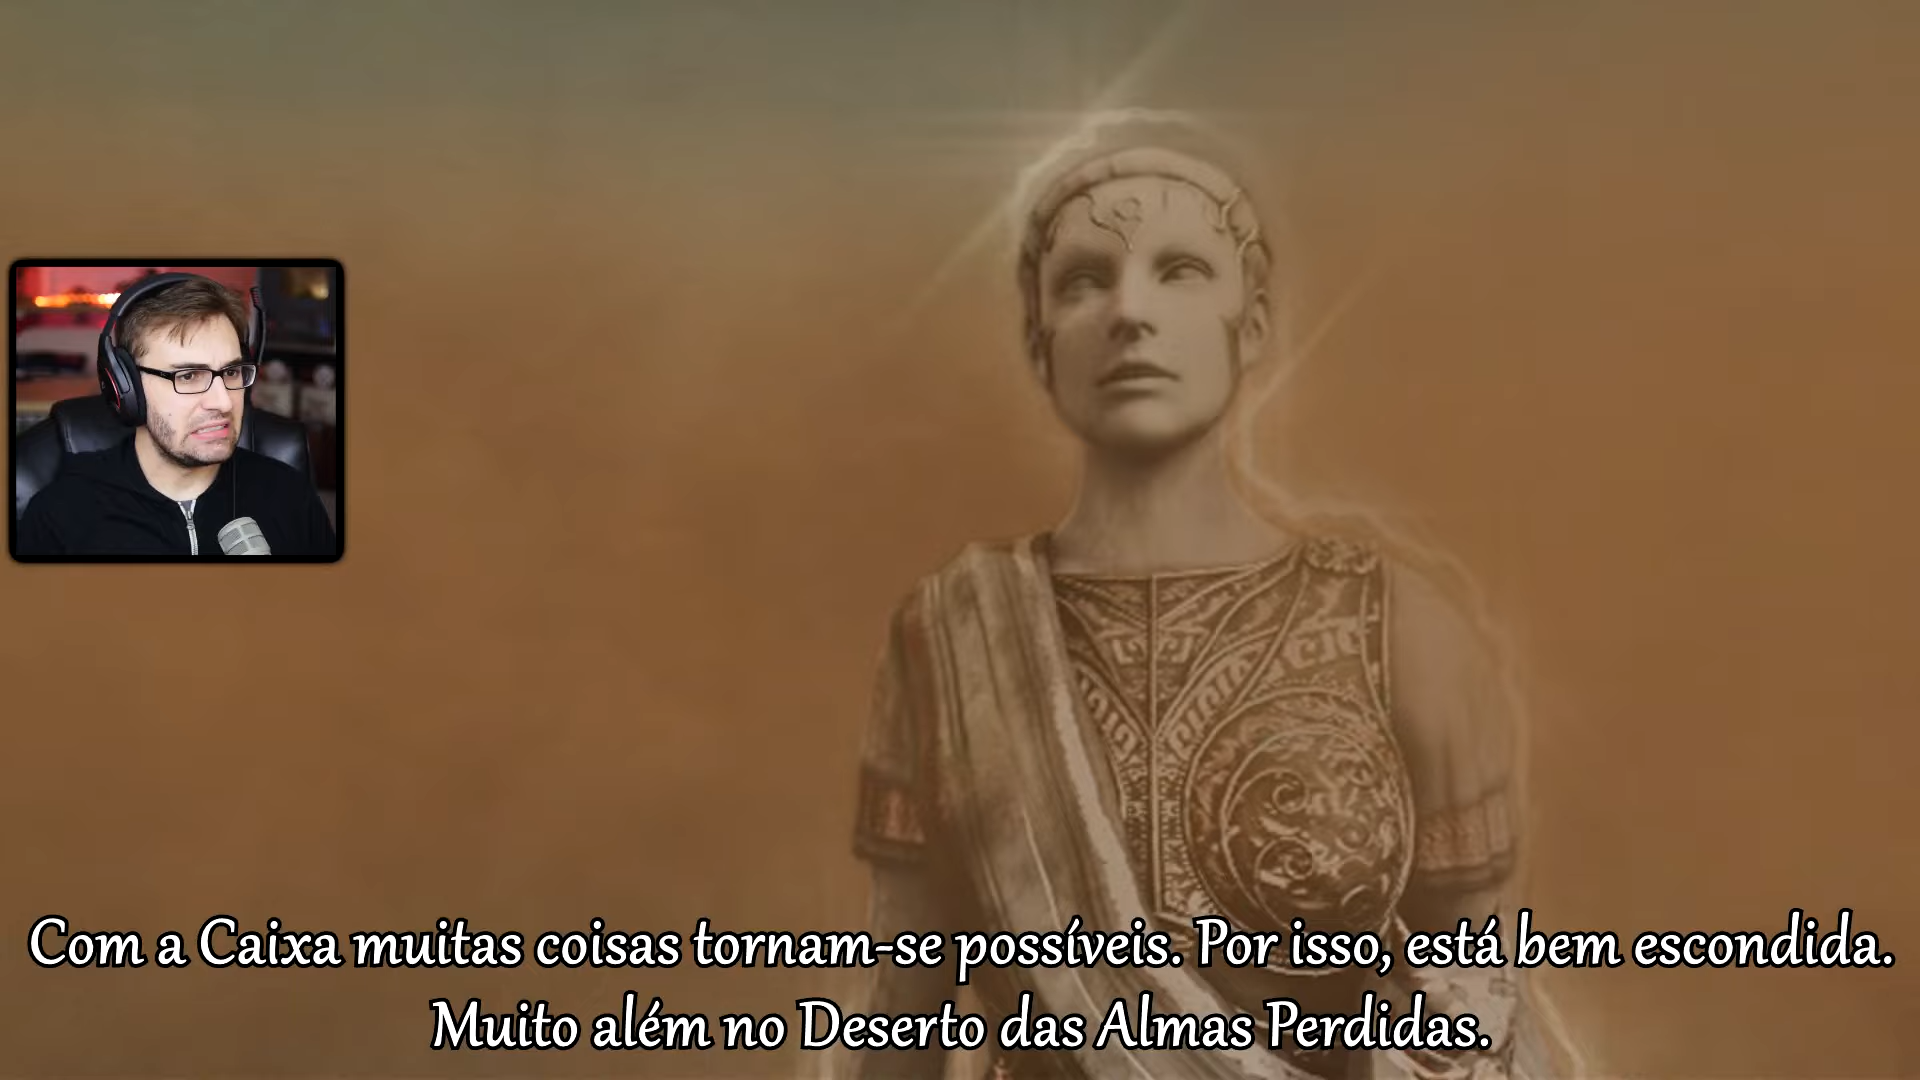 Com a Caixa muitas coisas tornam-se possíveis. Por isso, está bem escondida.
Muito além no Deserto das Almas Perdidas.